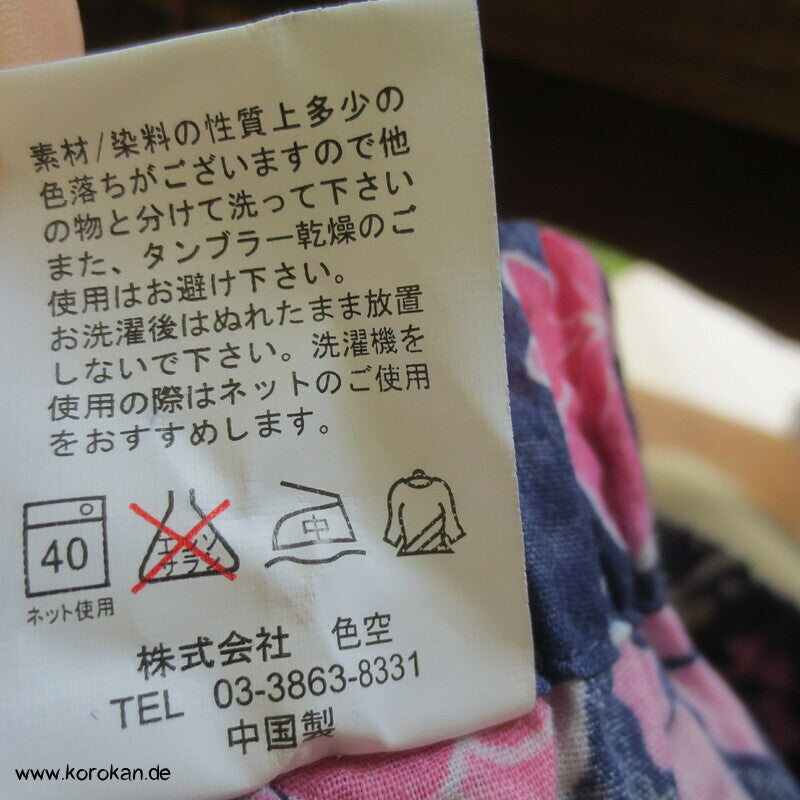 素材/染料の性質上多少の
色落ちがございますので他
の物と分けて洗って下さい
また、タンブラー乾燥のご
使用はお避け下さい。
お洗濯後はぬれたまま放置
しないで下さい。洗濯機を
使用の際はネットのご使用
をおすすめします。
40
エンソ
サラシ
中
ネット使用
株式会社 色空
TEL 03-3863-8331
中国製
www.korokan.de